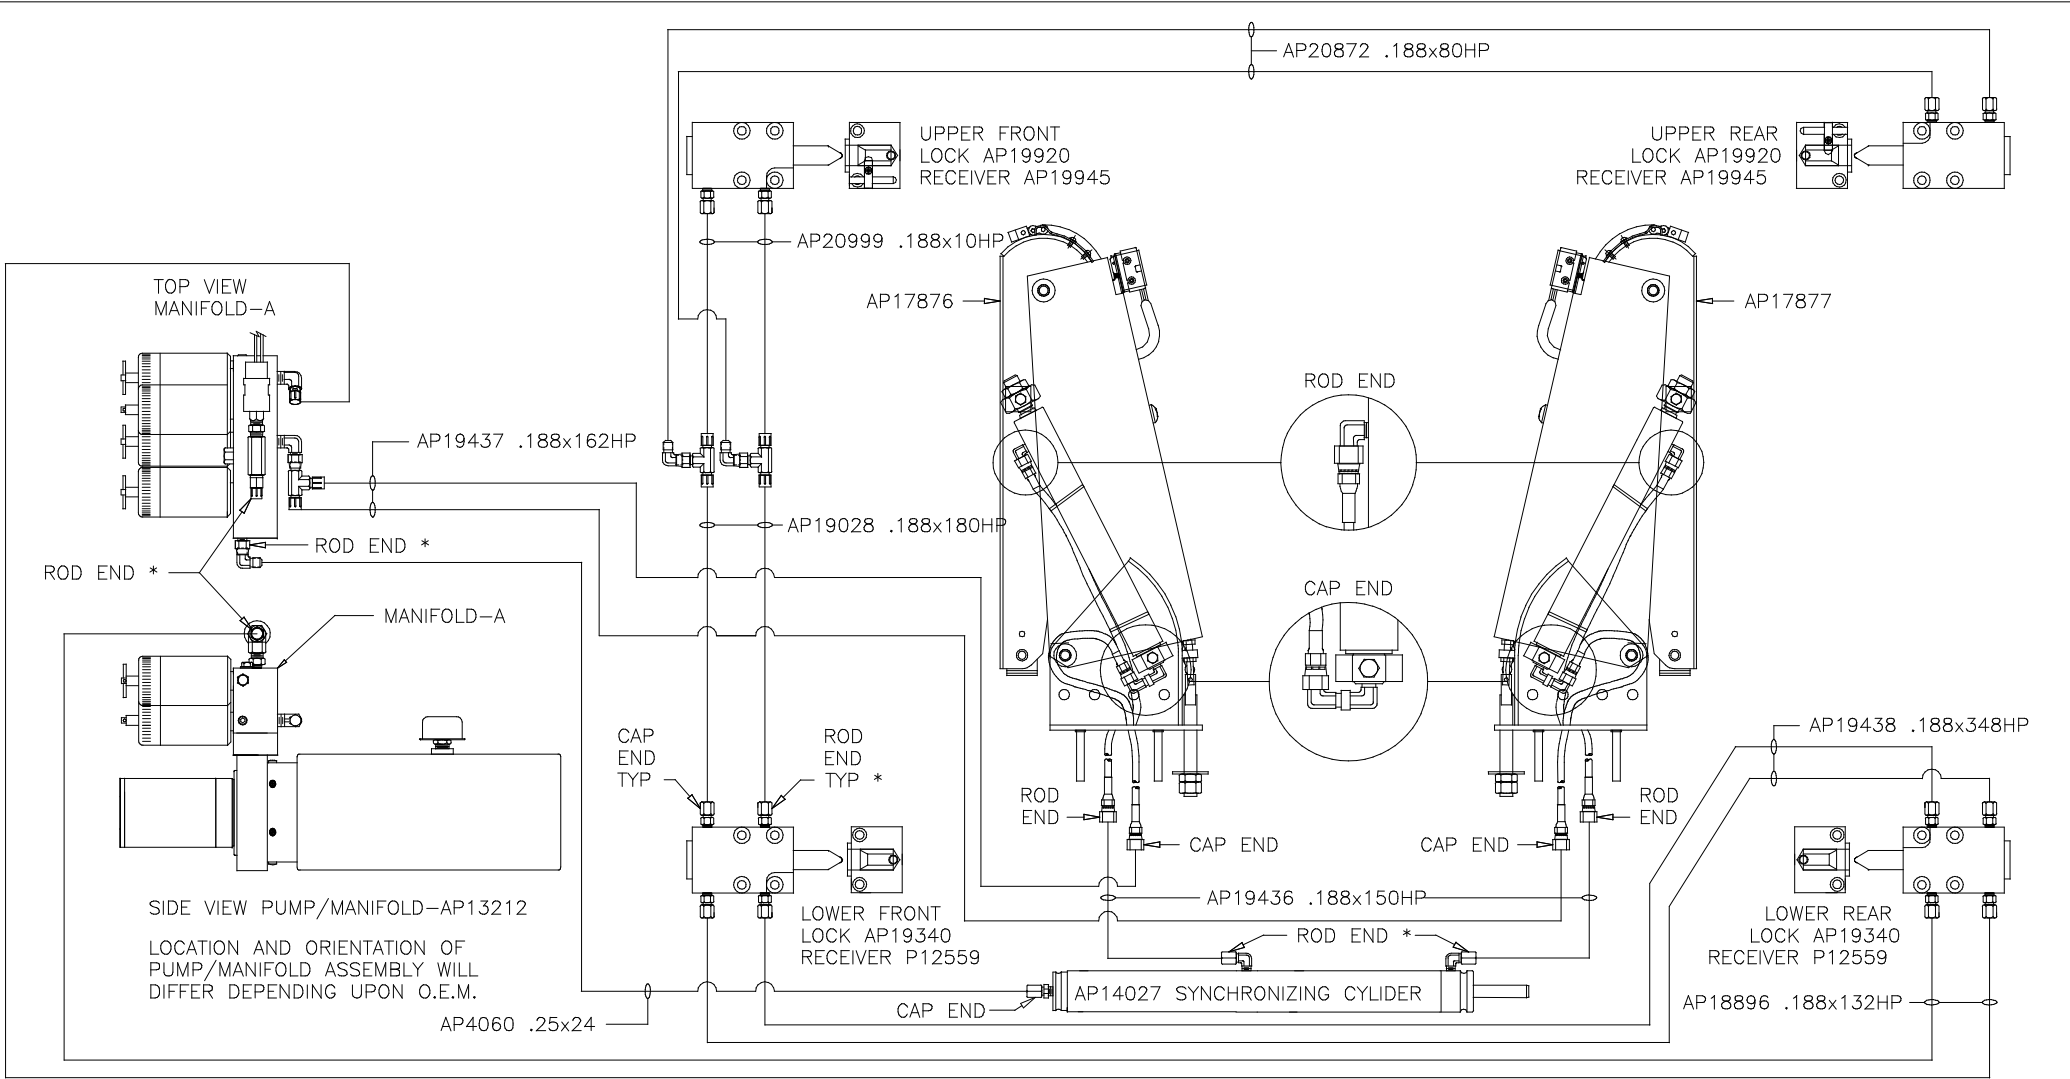 AP20872 .188x80HP
UPPER FRONT
LOCK AP19920
RECEIVER AP19945
UPPER REAR
LOCK AP19920
RECEIVER AP19945
AP20999 .188x10HP
TOP VIEW
MANIFOLD-A
AP17876
AP17877
ROD END
AP19437 .188x162HP
AP19028 .188x180HP
ROD END *
ROD END *
CAP END
MANIFOLD-A
CAP
END
TYP
ROD
END
TYP *
AP19438 .188x348HP
ROD
END
ROD
END
CAP END
CAP END
AP19436 .188x150HP
SIDE VIEW PUMP/MANIFOLD-AP13212
LOCATION AND ORIENTATION OF
PUMP/MANIFOLD ASSEMBLY WILL
DIFFER DEPENDING UPON O.E.M.
LOWER FRONT
LOCK AP19340
RECEIVER P12559
ROD END *
LOWER REAR
LOCK AP19340
RECEIVER P12559
AP14027 SYNCHRONIZING CYLIDER
CAP END
AP4060 .25x24
AP18896 .188x132HP